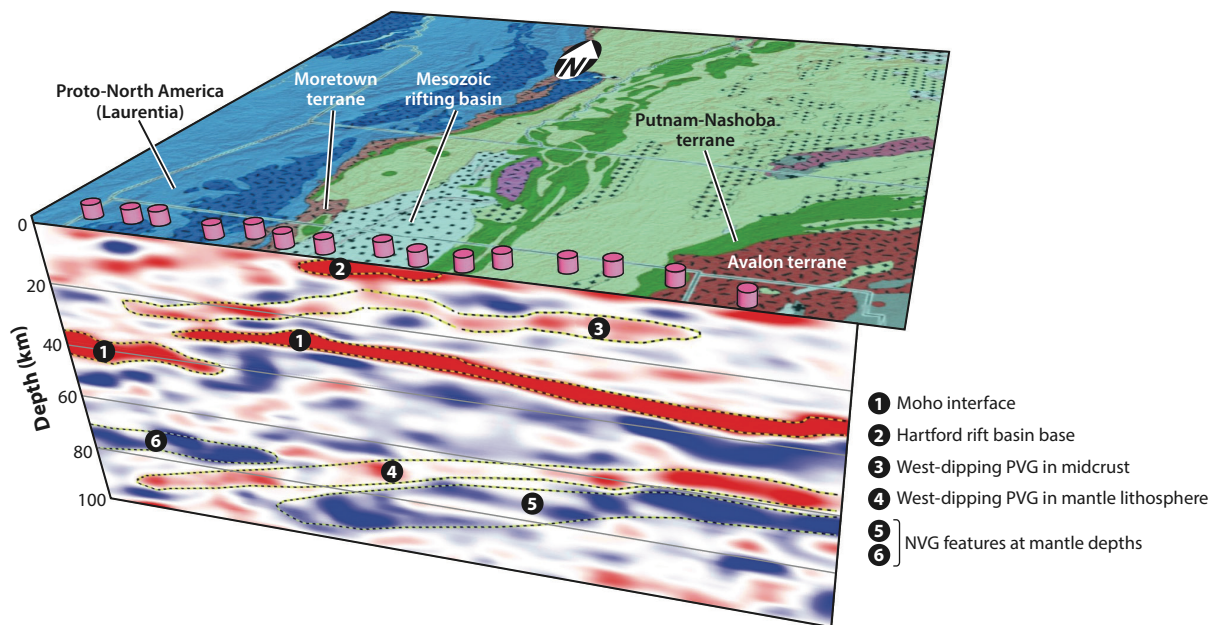 N
Proto-North America
(Laurentia)
Moretown
terrane
Mesozoic
rifting basin
Putnam-Nashoba
terrane
Avalon terrane
0
20
40
60
80
100
Depth (km)
2
3
1
1
6
4
5
1 Moho interface
2 Hartford rift basin base
3 West-dipping PVG in midcrust
4 West-dipping PVG in mantle lithosphere
5
6
NVG features at mantle depths